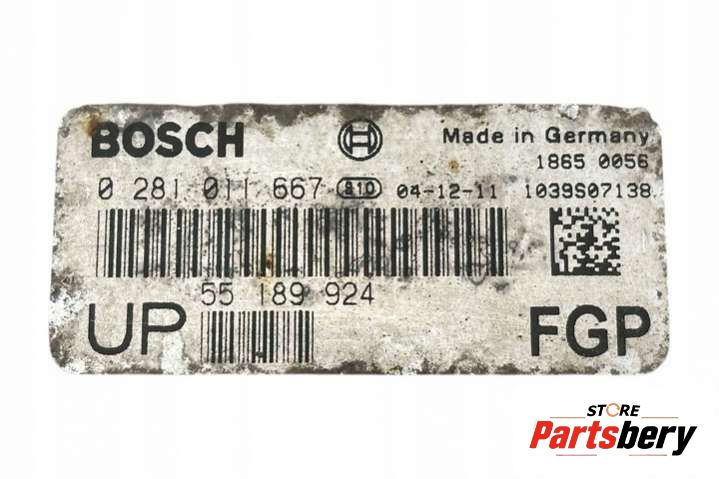 BOSCH
Made in Germany
1865 0056
0 281 011 667 S10 04-12-11 1039S07138
55 189 924
UP
FGP
STORE
Partsbery